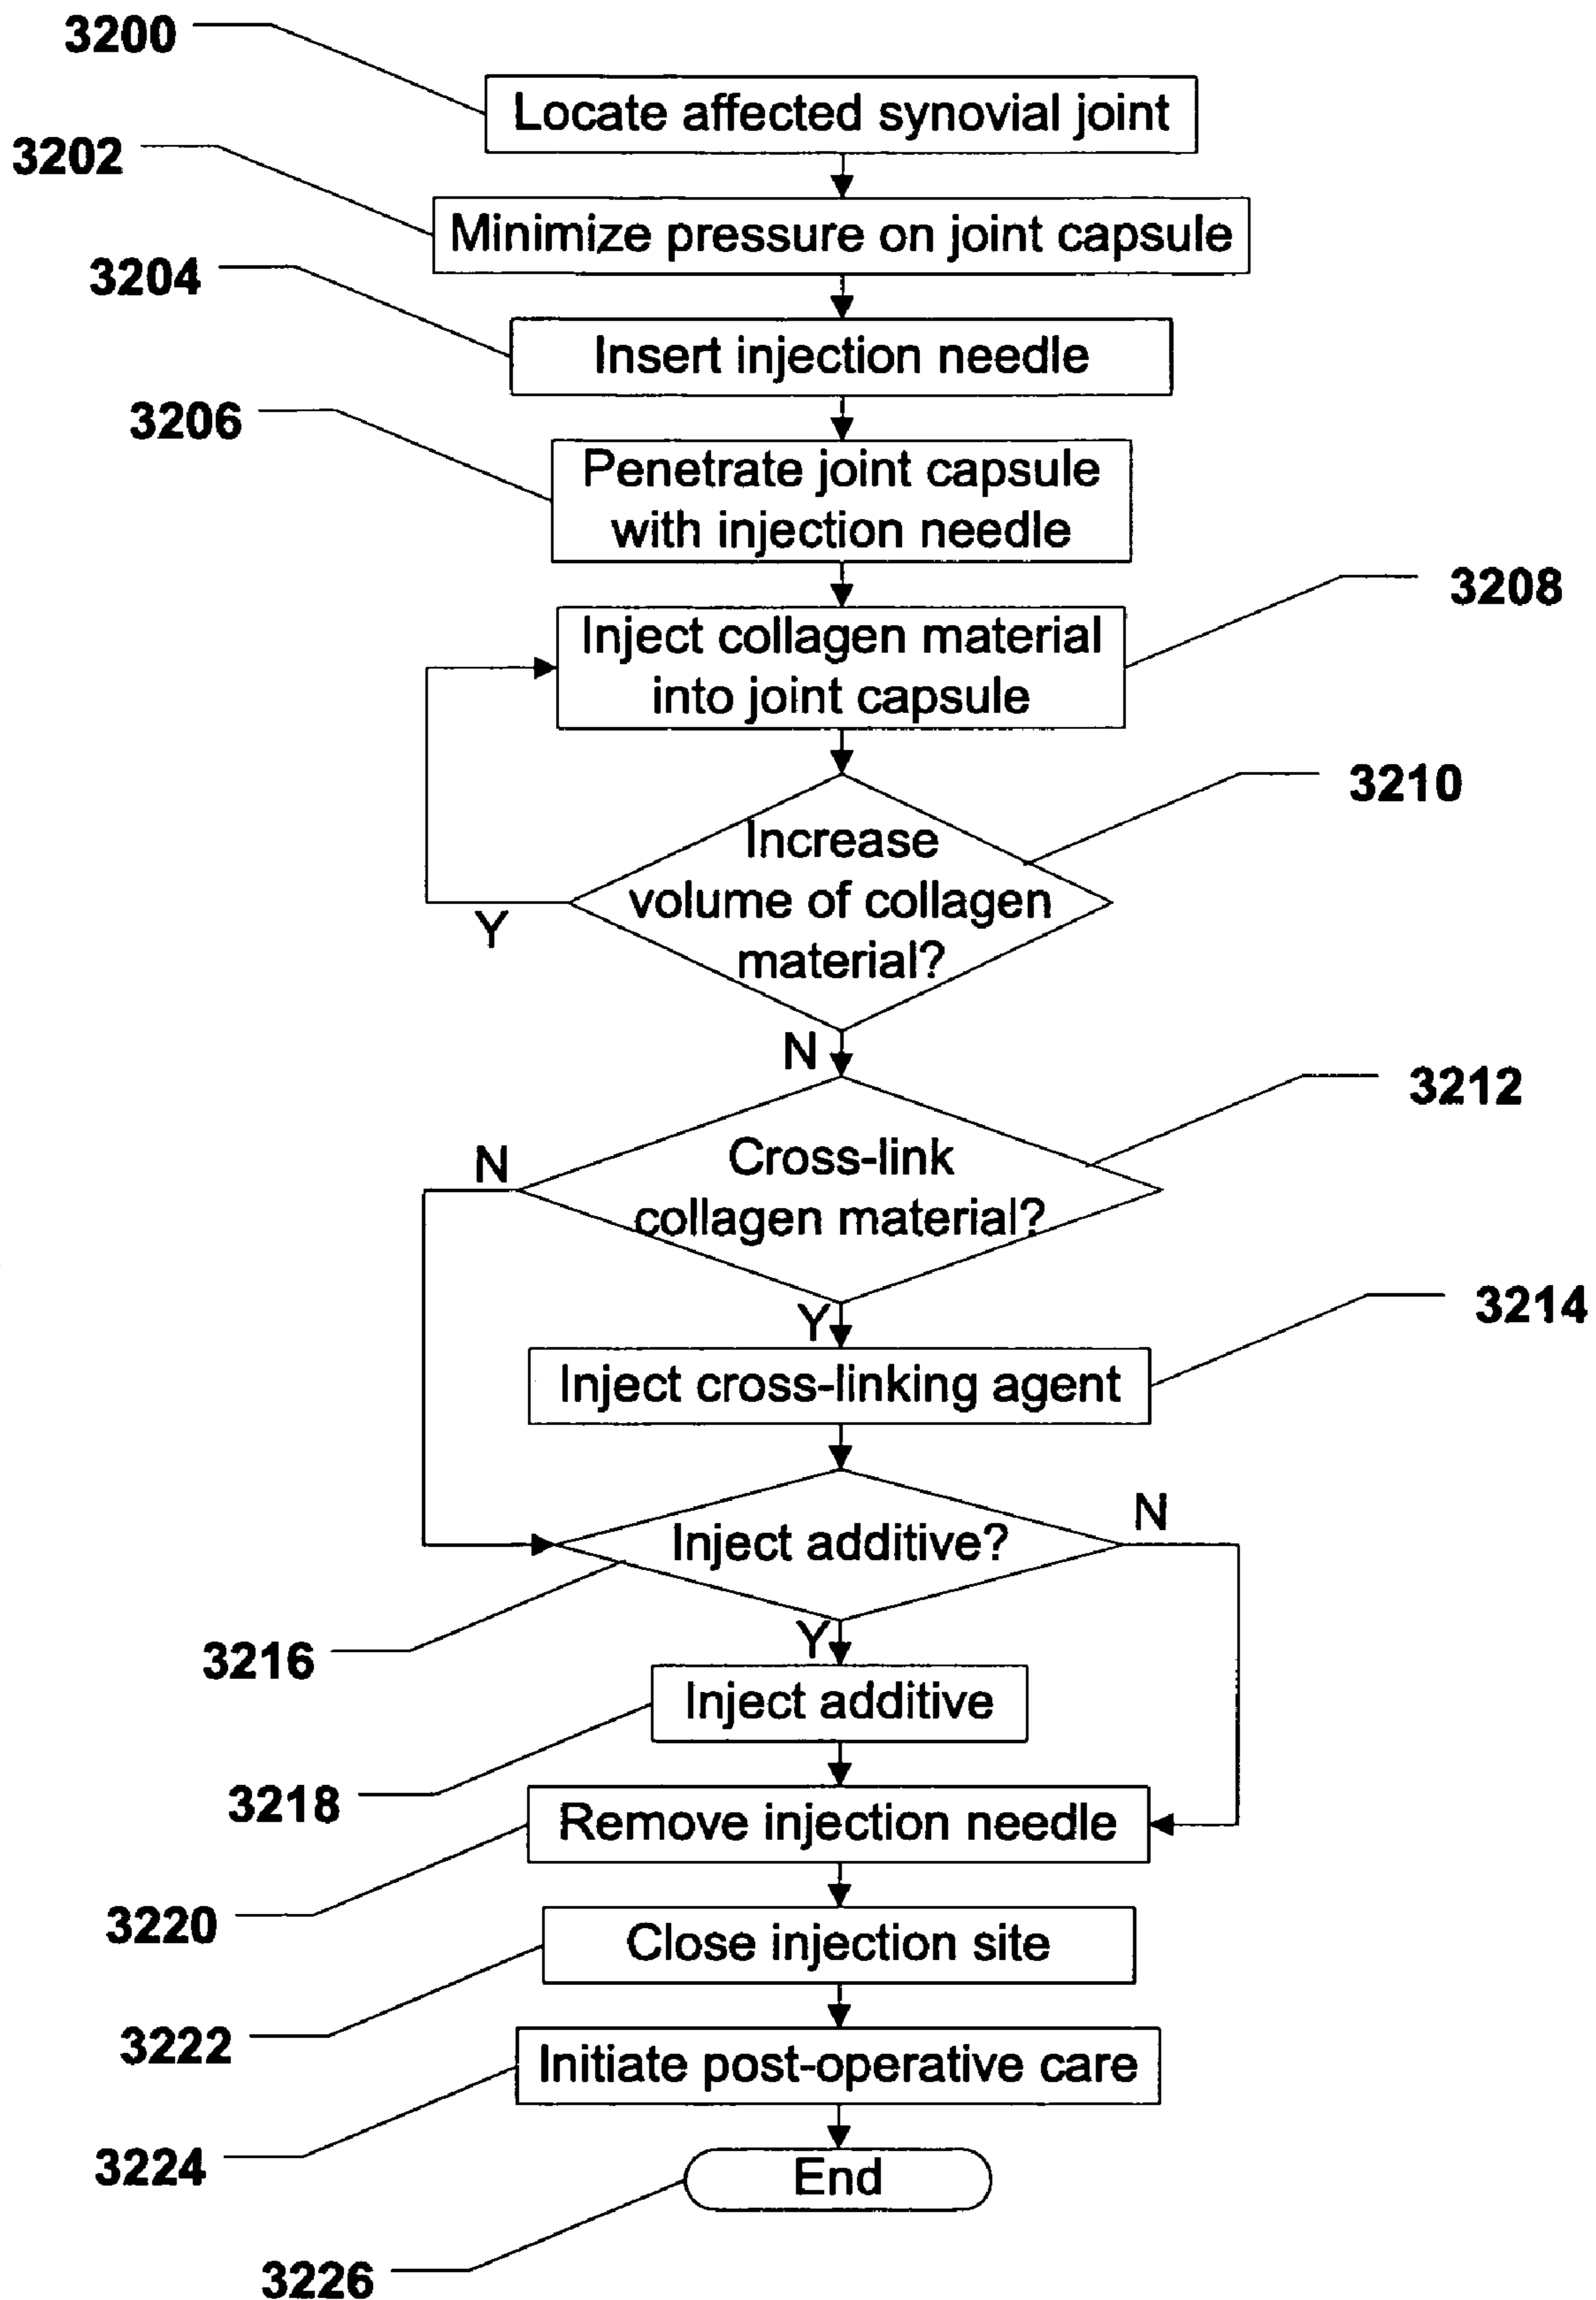 3200
Locate affected synovial joint
3202
Minimize pressure on joint capsule
3204
Insert injection needle
3206
Penetrate joint capsule
with injection needle
3208
Inject collagen material
into joint capsule
3210
Increase
volume of collagen
material?
Y
N
3212
Cross-link
collagen material?
N
Y
3214
Inject cross-linking agent
Inject additive?
N
3216
Y
Inject additive
3218
Remove injection needle
3220
Close injection site
3222
Initiate post-operative care
3224
End
3226